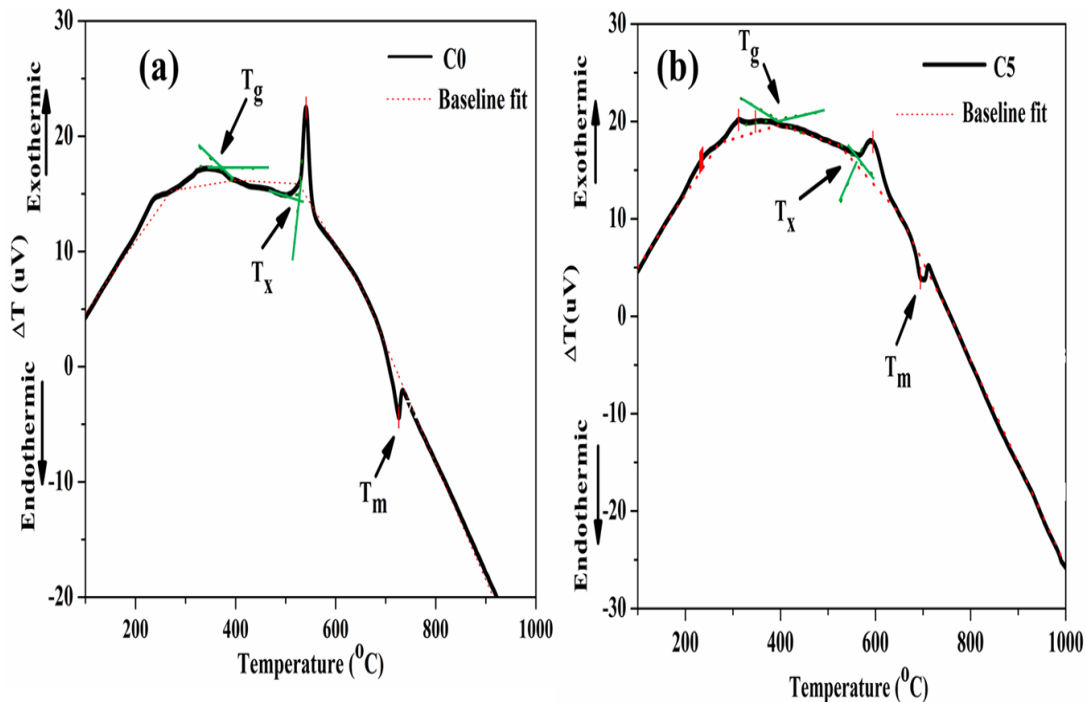 (a)
C0
Baseline fit
Tg
Tx
Tm
30
20
10
0
-10
-20
200
400
600
800
1000
Temperature (⁰C)
ΔT (uV)
Exothermic
Endothermic
(b)
C5
Baseline fit
Tg
Tx
Tm
30
20
10
0
-10
-20
-30
200
400
600
800
1000
Temperature (⁰C)
ΔT(uV)
Exothermic
Endothermic